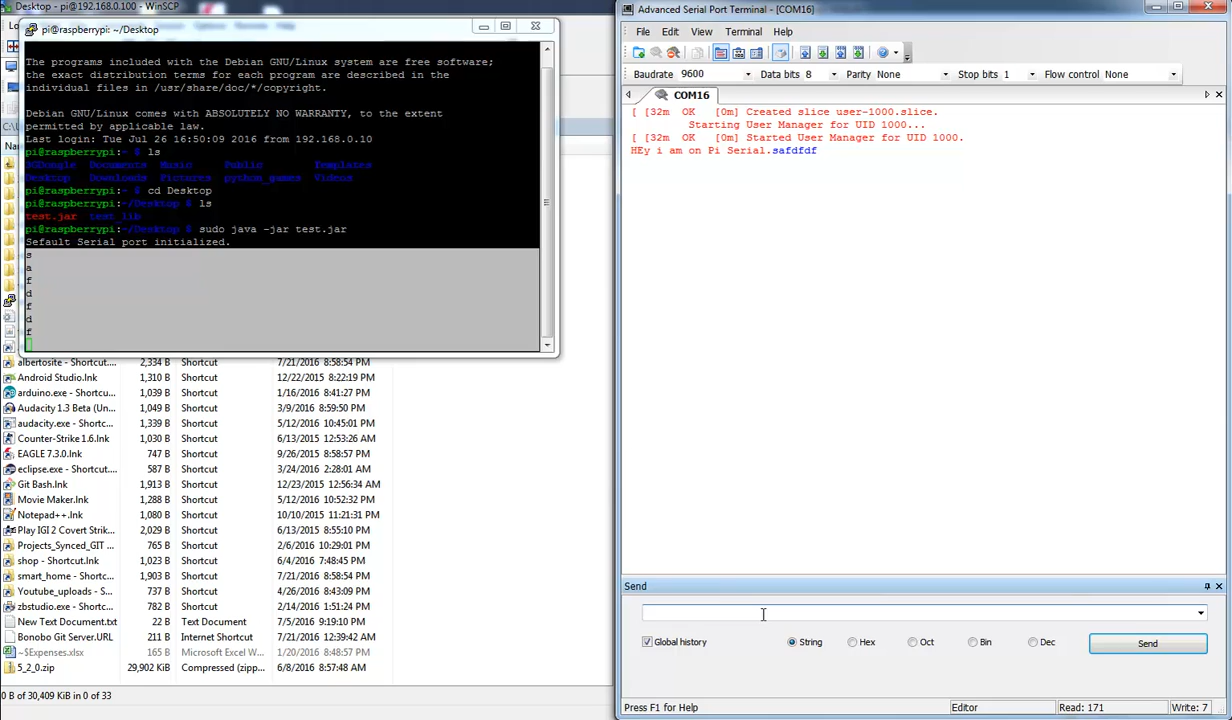 Desktop - pi@192.168.0.100 - WinSCP
pi@raspberrypi: ~/Desktop
The programs included with the Debian GNU/Linux system are free software;
the exact distribution terms for each program are described in the
individual files in /usr/share/doc/*/copyright.
Debian GNU/Linux comes with ABSOLUTELY NO WARRANTY, to the extent
permitted by applicable law.
Last login: Tue Jul 26 16:50:09 2016 from 192.168.0.10
pi@raspberrypi:~ $ ls
3GDongle Documents Music Public Templates
Desktop Downloads Pictures python_games Videos
pi@raspberrypi:~ $ cd Desktop
pi@raspberrypi:~/Desktop $ ls
test.jar test_lib
pi@raspberrypi:~/Desktop $ sudo java -jar test.jar
Sefault Serial port initialized.
s
a
f
d
f
d
f
albertosite - Shortcut.... 2,334 B Shortcut 7/21/2016 8:58:54 PM
Android Studio.lnk 1,310 B Shortcut 12/22/2015 8:22:19 PM
arduino.exe - Shortcu... 1,039 B Shortcut 1/16/2016 8:41:27 PM
Audacity 1.3 Beta (Un... 1,049 B Shortcut 3/9/2016 8:59:50 PM
audacity.exe - Shortcu... 1,339 B Shortcut 5/12/2016 10:45:01 PM
Counter-Strike 1.6.lnk 1,030 B Shortcut 6/13/2015 12:53:26 AM
EAGLE 7.3.0.lnk 747 B Shortcut 9/26/2015 8:58:57 PM
eclipse.exe - Shortcut.... 587 B Shortcut 3/24/2016 2:28:01 AM
Git Bash.lnk 1,913 B Shortcut 12/23/2015 12:56:34 AM
Movie Maker.lnk 1,288 B Shortcut 5/12/2016 10:52:32 PM
Notepad++.lnk 1,034 B Shortcut 10/10/2015 11:21:31 PM
Play IGI 2 Covert Strik... 2,029 B Shortcut 6/13/2015 8:55:10 PM
Projects_Synced_GIT ... 765 B Shortcut 2/6/2016 10:29:01 PM
shop - Shortcut.lnk 1,023 B Shortcut 6/4/2016 7:48:45 PM
smart_home - Shortcu... 1,903 B Shortcut 7/21/2016 8:58:54 PM
Youtube_uploads - Sh... 737 B Shortcut 4/26/2016 8:43:09 PM
zbstudio.exe - Shortcu... 782 B Shortcut 2/14/2016 1:51:24 PM
New Text Document.txt 22 B Text Document 7/5/2016 9:19:10 PM
Bonobo Git Server.URL 211 B Internet Shortcut 7/12/2016 12:39:42 AM
~$Expenses.xlsx 165 B Microsoft Excel W... 7/21/2016 8:48:57 PM
5_2_0.zip 29,902 KiB Compressed (zipp... 6/8/2016 8:57:48 AM
0 B of 30,409 KiB in 0 of 33
Advanced Serial Port Terminal - [COM16]
File Edit View Terminal Help
Baudrate 9600 Data bits 8 Parity None Stop bits 1 Flow control None
COM16
[ [32m OK [0m] Created slice user-1000.slice.
Starting User Manager for UID 1000...
[ [32m OK [0m] Started User Manager for UID 1000.
HEy i am on Pi Serial.safdfdf
Send
Global history String Hex Oct Bin Dec Send
Press F1 for Help Editor Read: 171 Write: 7